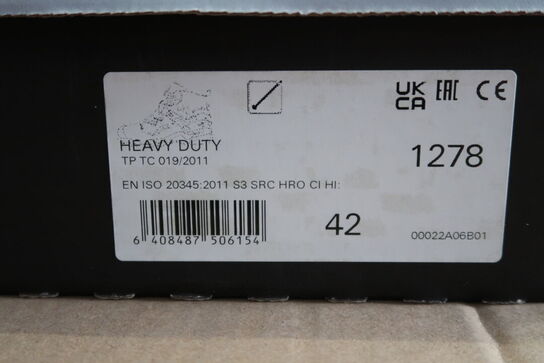 UK CA EAC CE
HEAVY DUTY
TP TC 019/2011
1278
EN ISO 20345:2011 S3 SRC HRO CI HI:
6 408487 506154
42
00022A06B01